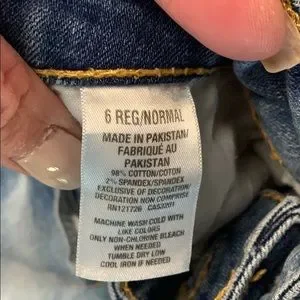 6 REG/NORMAL
MADE IN PAKISTAN/
FABRIQUÉ AU
PAKISTAN
98% COTTON/COTON
2% SPANDEX/SPANDEX
EXCLUSIVE OF DECORATION/
DECORATION NON COMPRISE
RN121726 CA53201
MACHINE WASH COLD WITH
LIKE COLORS
ONLY NON-CHLORINE BLEACH
WHEN NEEDED
TUMBLE DRY LOW
COOL IRON IF NEEDED